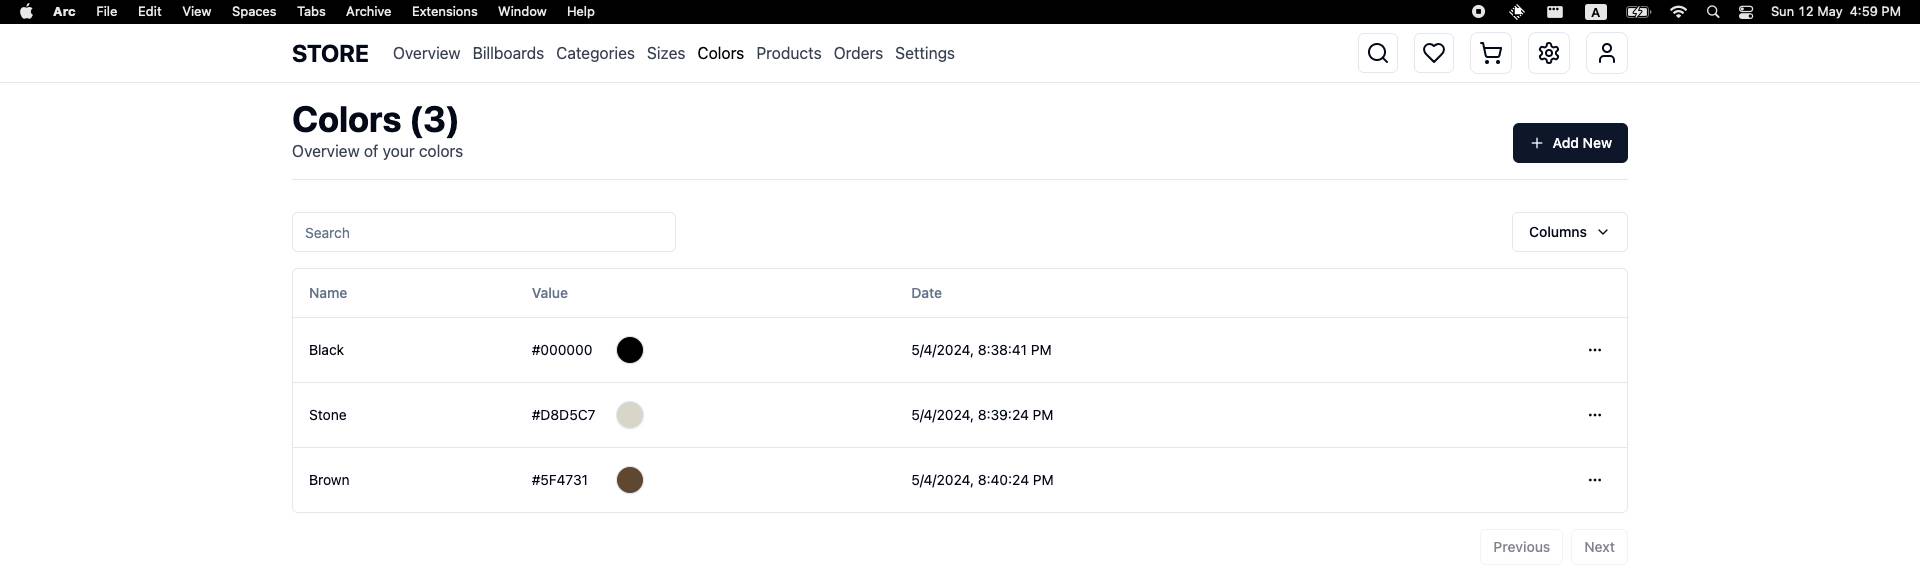 Arc File Edit View Spaces Tabs Archive Extensions Window Help A Sun 12 May 4:59 PM
STORE Overview Billboards Categories Sizes Colors Products Orders Settings
Colors (3)
Overview of your colors
+ Add New
Search
Columns
Name Value Date
Black #000000 5/4/2024, 8:38:41 PM ...
Stone #D8D5C7 5/4/2024, 8:39:24 PM ...
Brown #5F4731 5/4/2024, 8:40:24 PM ...
Previous Next